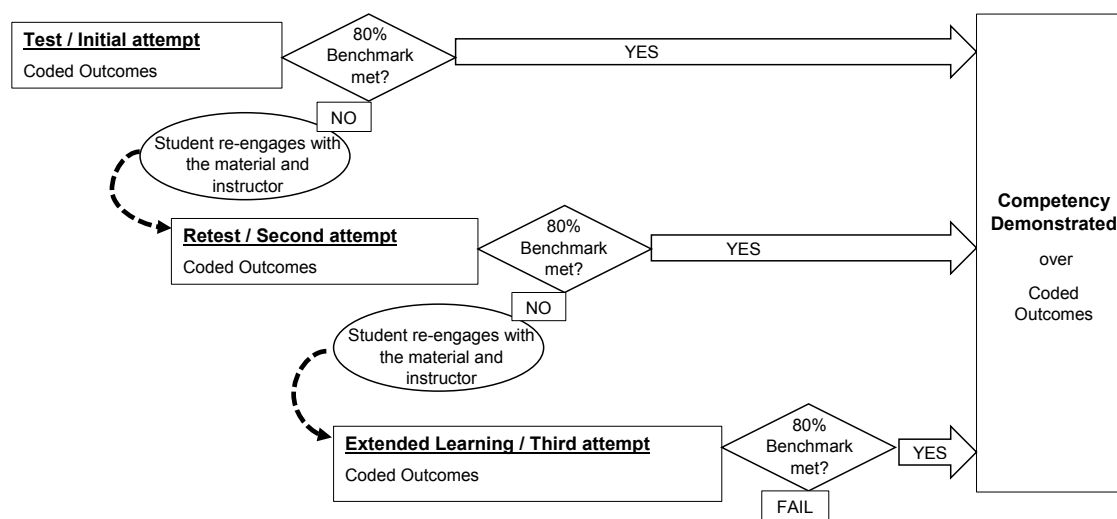 Test / Initial attempt
Coded Outcomes
80%
Benchmark
met?
YES
NO
Student re-engages with
the material and
instructor
Retest / Second attempt
Coded Outcomes
80%
Benchmark
met?
YES
NO
Student re-engages with
the material and
instructor
Extended Learning / Third attempt
Coded Outcomes
80%
Benchmark
met?
YES
FAIL
Competency
Demonstrated
over
Coded
Outcomes